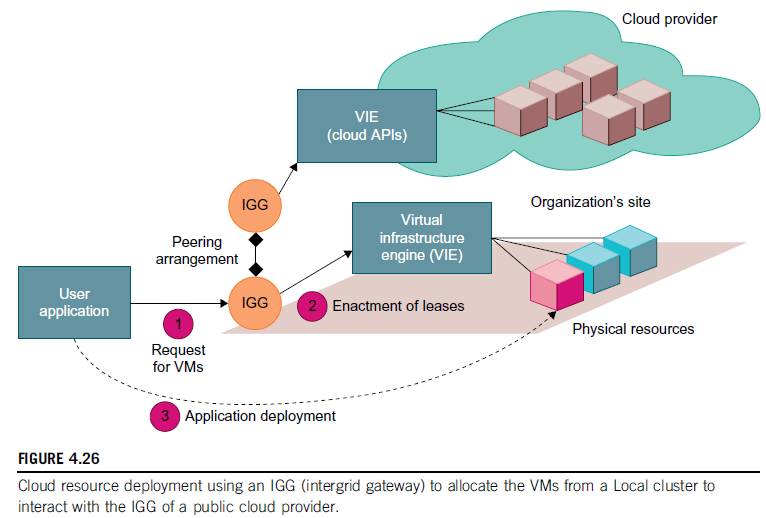 Cloud provider
VIE
(cloud APIs)
IGG
Organization's site
Virtual
infrastructure
engine (VIE)
Peering
arrangement
User
application
IGG
2 Enactment of leases
1
Request
for VMs
Physical resources
3 Application deployment
FIGURE 4.26
Cloud resource deployment using an IGG (intergrid gateway) to allocate the VMs from a Local cluster to
interact with the IGG of a public cloud provider.